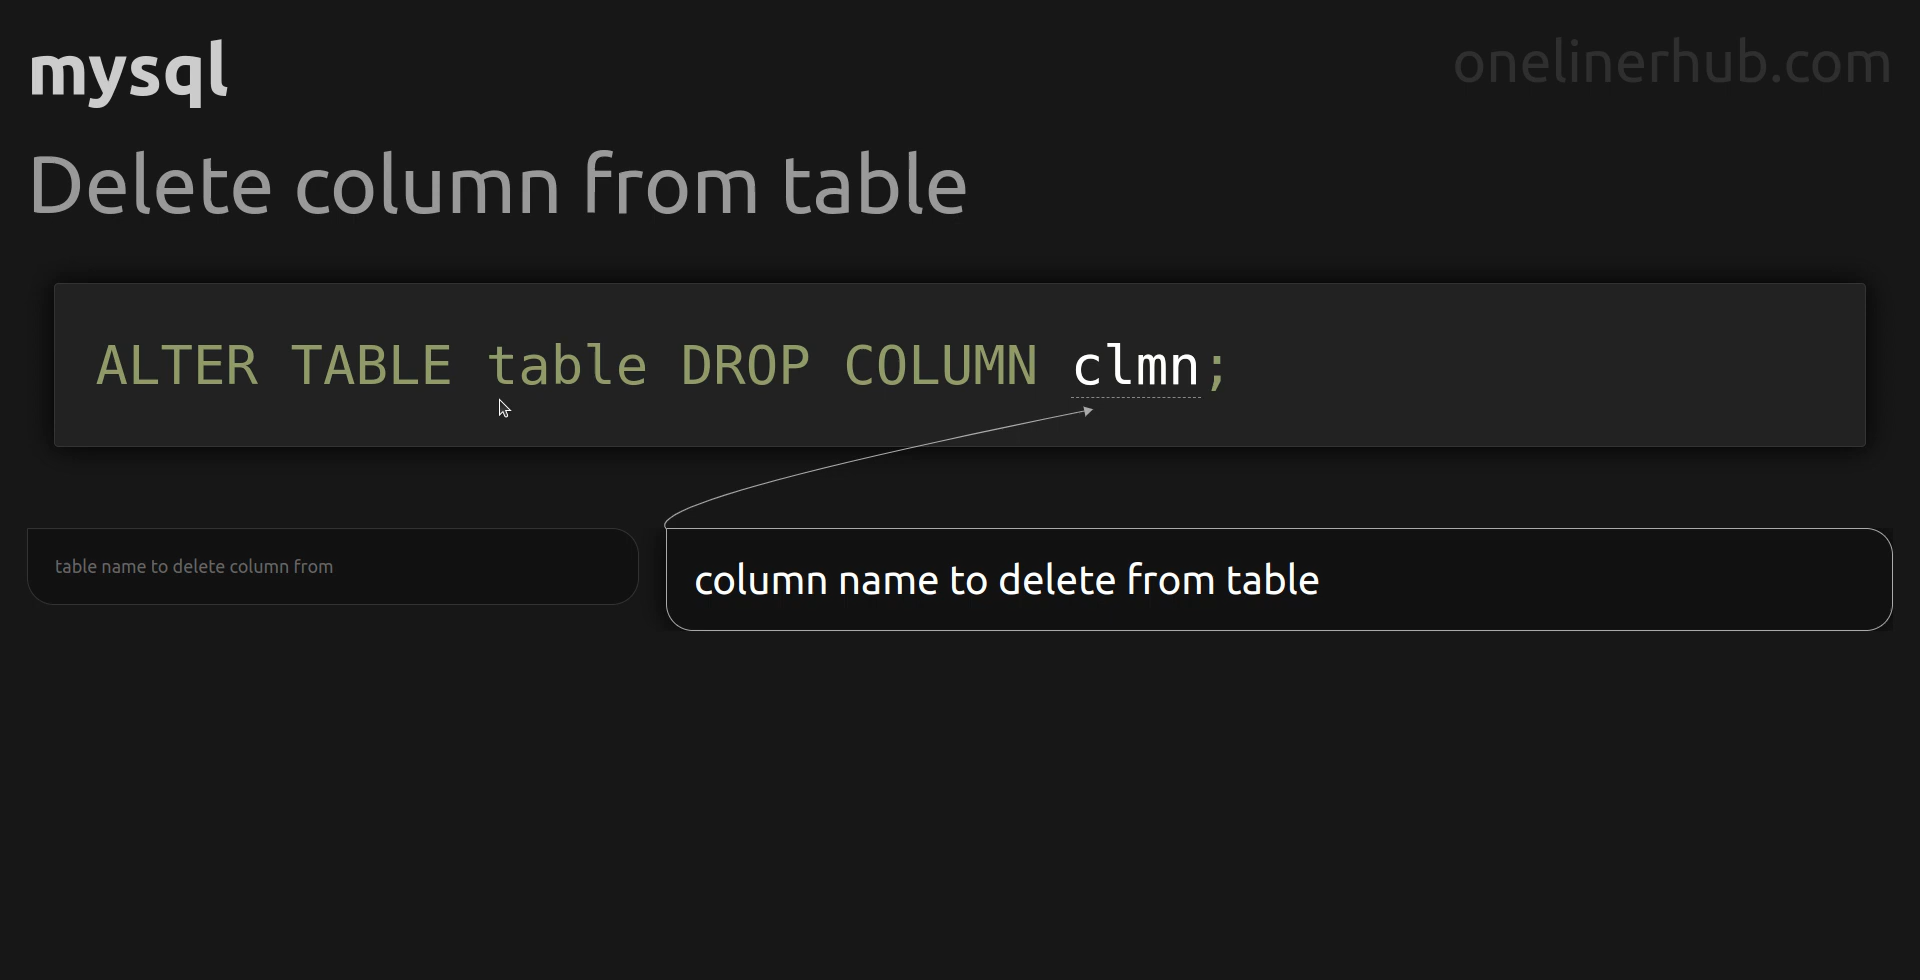 mysql
onelinerhub.com
Delete column from table
ALTER TABLE table DROP COLUMN clmn;
table name to delete column from
column name to delete from table